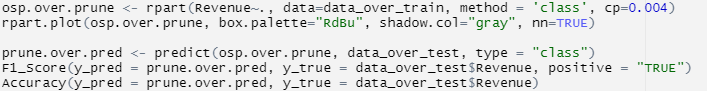 osp.over.prune <- rpart(Revenue~., data=data_over_train, method = 'class', cp=0.004)
rpart.plot(osp.over.prune, box.palette="RdBu", shadow.col="gray", nn=TRUE)
prune.over.pred <- predict(osp.over.prune, data_over_test, type = "class")
F1_Score(y_pred = prune.over.pred, y_true = data_over_test$Revenue, positive = "TRUE")
Accuracy(y_pred = prune.over.pred, y_true = data_over_test$Revenue)